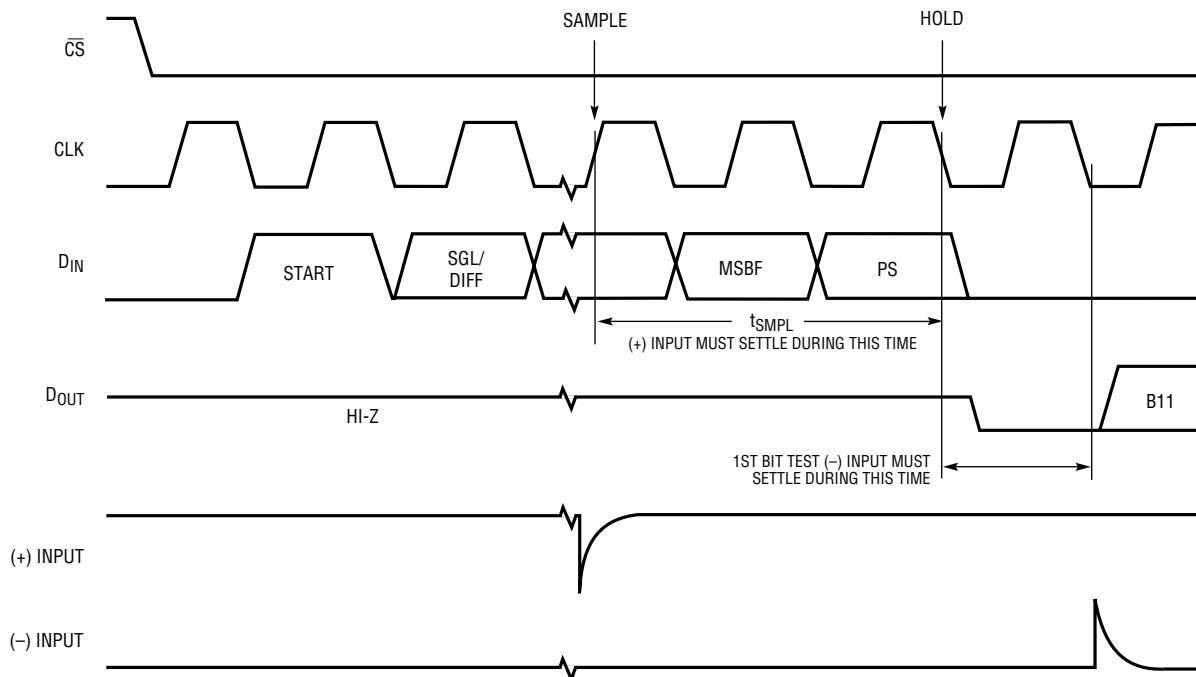 SAMPLE
HOLD
CS
CLK
DIN
START
SGL/
DIFF
MSBF
PS
tSMPL
(+) INPUT MUST SETTLE DURING THIS TIME
DOUT
HI-Z
B11
1ST BIT TEST (–) INPUT MUST
SETTLE DURING THIS TIME
(+) INPUT
(–) INPUT